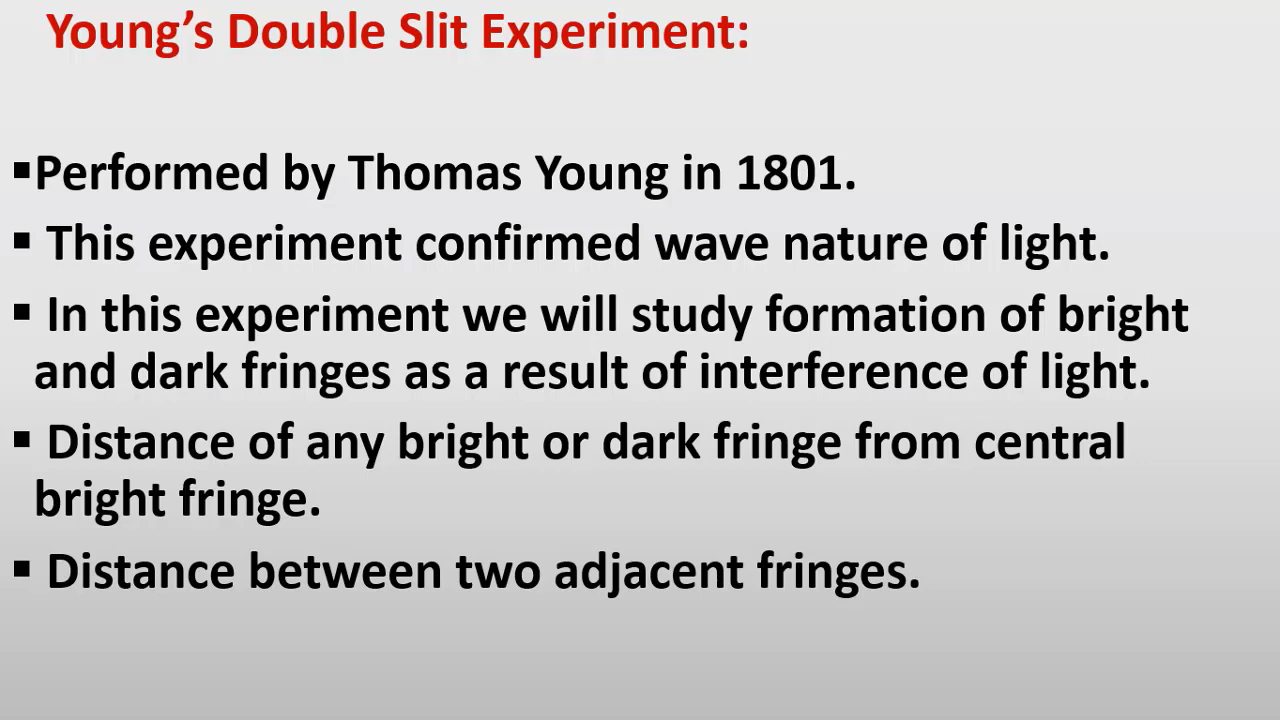 Young’s Double Slit Experiment:
▪Performed by Thomas Young in 1801.
▪ This experiment confirmed wave nature of light.
▪ In this experiment we will study formation of bright
and dark fringes as a result of interference of light.
▪ Distance of any bright or dark fringe from central
bright fringe.
▪ Distance between two adjacent fringes.